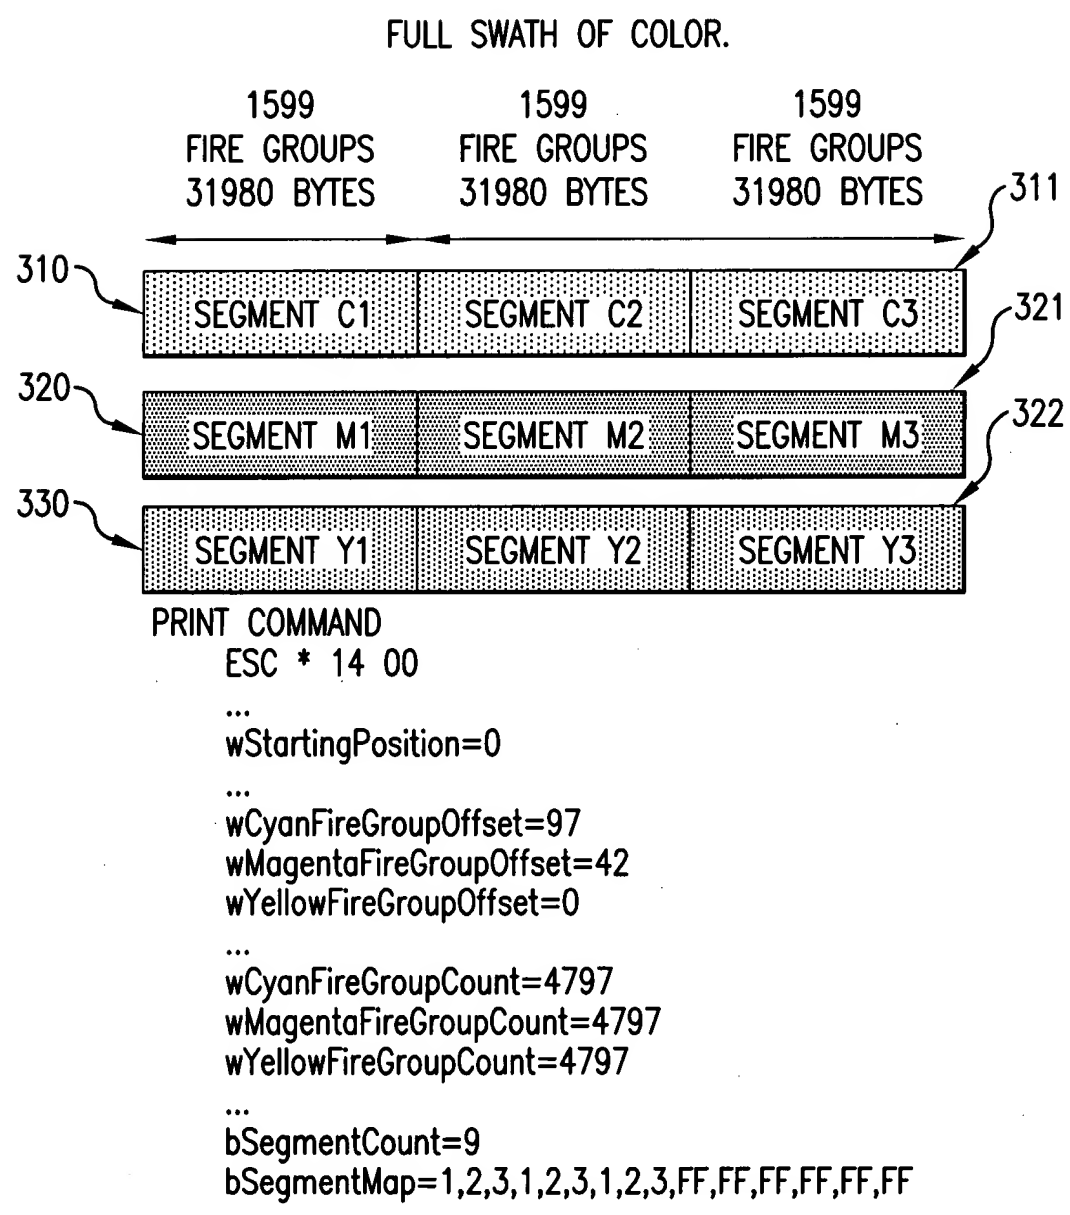 FULL SWATH OF COLOR.
1599 1599 1599
FIRE GROUPS FIRE GROUPS FIRE GROUPS
31980 BYTES 31980 BYTES 31980 BYTES
311
310
SEGMENT C1 SEGMENT C2 SEGMENT C3
321
320
SEGMENT M1 SEGMENT M2 SEGMENT M3
322
330
SEGMENT Y1 SEGMENT Y2 SEGMENT Y3
PRINT COMMAND
ESC * 14 00
...
wStartingPosition=0
...
wCyanFireGroupOffset=97
wMagentaFireGroupOffset=42
wYellowFireGroupOffset=0
...
wCyanFireGroupCount=4797
wMagentaFireGroupCount=4797
wYellowFireGroupCount=4797
...
bSegmentCount=9
bSegmentMap=1,2,3,1,2,3,1,2,3,FF,FF,FF,FF,FF,FF